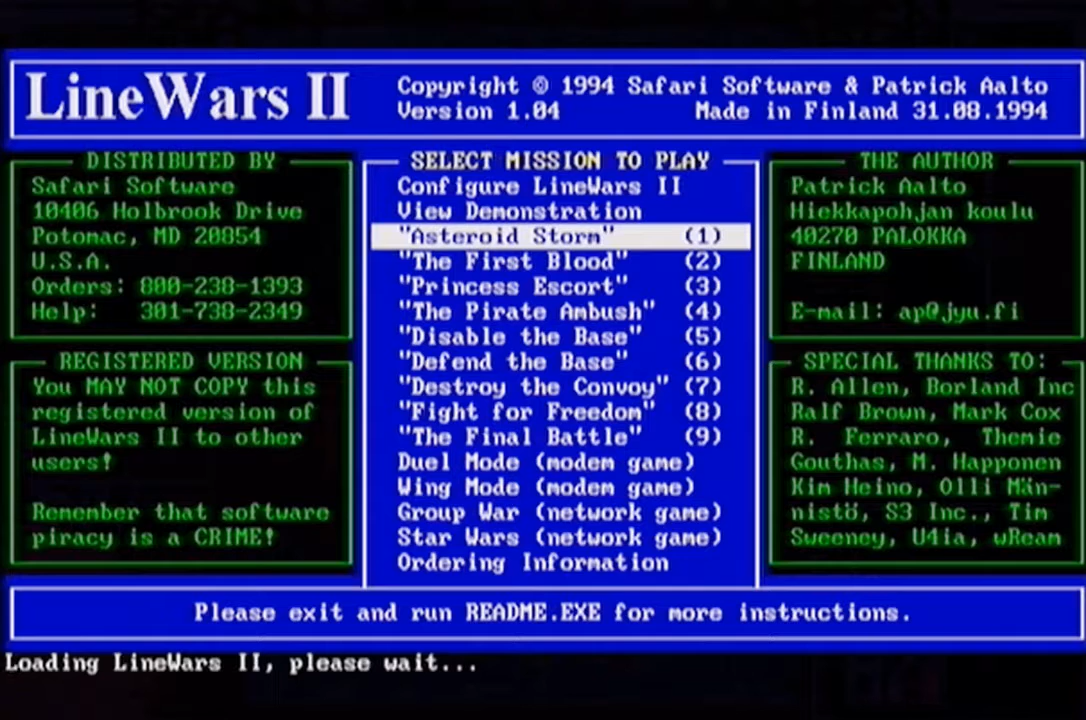 LineWars II
Copyright © 1994 Safari Software & Patrick Aalto
Version 1.04 Made in Finland 31.08.1994
DISTRIBUTED BY
Safari Software
10406 Holbrook Drive
Potomac, MD 20854
U.S.A.
Orders: 800-238-1393
Help: 301-738-2349
REGISTERED VERSION
You MAY NOT COPY this
registered version of
LineWars II to other
users!
Remember that software
piracy is a CRIME!
SELECT MISSION TO PLAY
Configure LineWars II
View Demonstration
"Asteroid Storm" (1)
"The First Blood" (2)
"Princess Escort" (3)
"The Pirate Ambush" (4)
"Disable the Base" (5)
"Defend the Base" (6)
"Destroy the Convoy" (7)
"Fight for Freedom" (8)
"The Final Battle" (9)
Duel Mode (modem game)
Wing Mode (modem game)
Group War (network game)
Star Wars (network game)
Ordering Information
THE AUTHOR
Patrick Aalto
Hiekkapohjan koulu
40270 PALOKKA
FINLAND
E-mail: ap@jyu.fi
SPECIAL THANKS TO:
R. Allen, Borland Inc
Ralf Brown, Mark Cox
R. Ferraro, Themie
Gouthas, M. Happonen
Kim Heino, Olli Män-
nistö, S3 Inc., Tim
Sweeney, U4ia, wReam
Please exit and run README.EXE for more instructions.
Loading LineWars II, please wait...